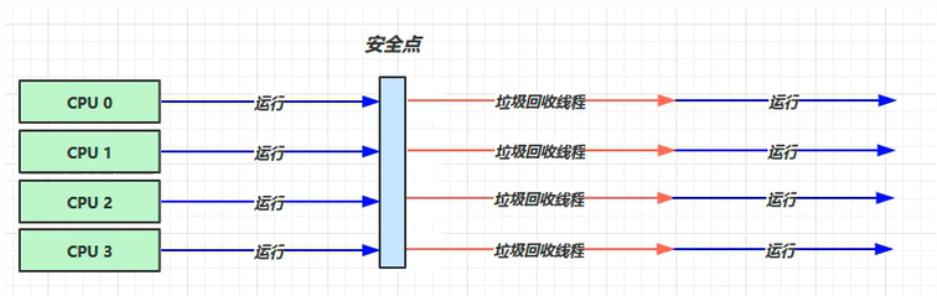 安全点
CPU 0 运行 垃圾回收线程 运行
CPU 1 运行 垃圾回收线程 运行
CPU 2 运行 垃圾回收线程 运行
CPU 3 运行 垃圾回收线程 运行